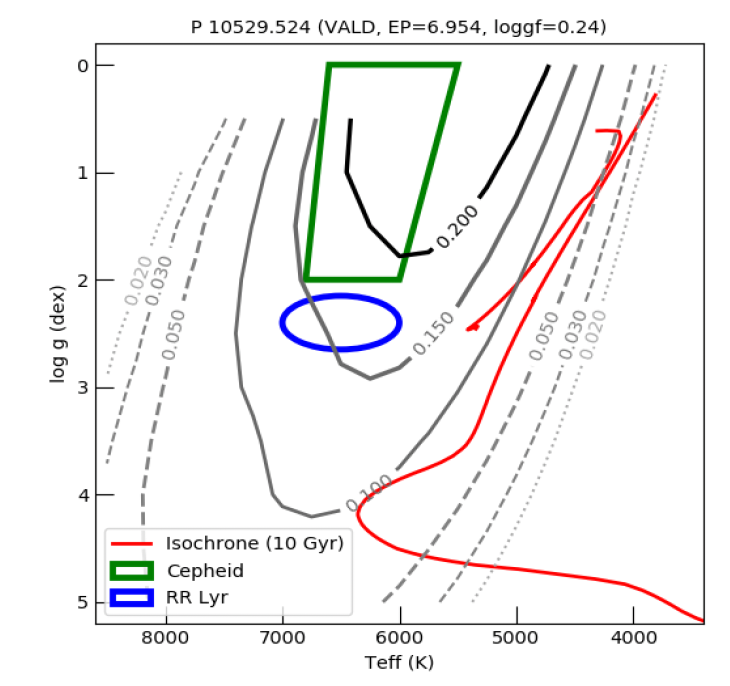 P 10529.524 (VALD, EP=6.954, loggf=0.24)
0
1
2
3
4
5
log g (dex)
0.020
0.030
0.050
0.200
0.150
0.100
0.050
0.030
0.020
Isochrone (10 Gyr)
Cepheid
RR Lyr
8000 7000 6000 5000 4000
Teff (K)